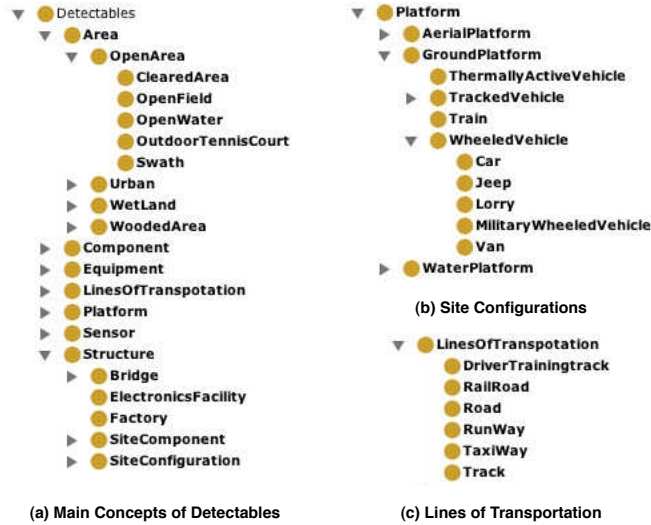 Detectables
Area
OpenArea
ClearedArea
OpenField
OpenWater
OutdoorTennisCourt
Swath
Urban
WetLand
WoodedArea
Component
Equipment
LinesOfTranspotation
Platform
Sensor
Structure
Bridge
ElectronicsFacility
Factory
SiteComponent
SiteConfiguration
(a) Main Concepts of Detectables
Platform
AerialPlatform
GroundPlatform
ThermallyActiveVehicle
TrackedVehicle
Train
WheeledVehicle
Car
Jeep
Lorry
MilitaryWheeledVehicle
Van
WaterPlatform
(b) Site Configurations
LinesOfTranspotation
DriverTrainingtrack
RailRoad
Road
RunWay
TaxiWay
Track
(c) Lines of Transportation